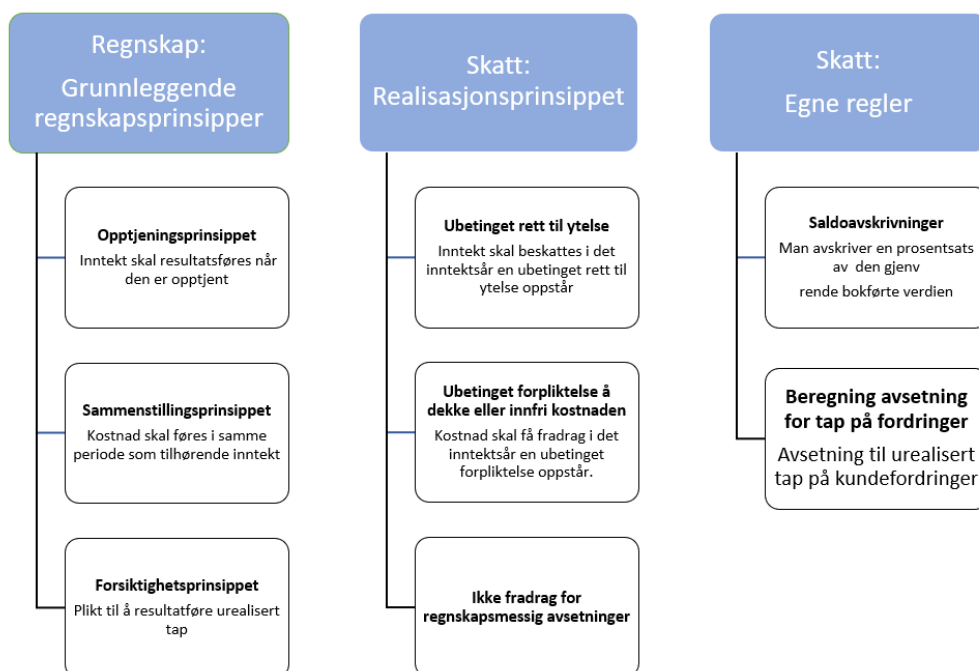 Regnskap:
Grunnleggende
regnskapsprinsipper
Opptjeningsprinsippet
Inntekt skal resultatsføres når
den er opptjent
Sammenstillingsprinsippet
Kostnad skal føres i samme
periode som tilhørende inntekt
Forsiktighetsprinsippet
Plikt til å resultatføre urealisert
tap
Skatt:
Realisasjonsprinsippet
Ubetinget rett til ytelse
Inntekt skal beskattes i det
inntektsår en ubetinget rett til
ytelse oppstår
Ubetinget forpliktelse å
dekke eller innfri kostnaden
Kostnad skal få fradrag i det
inntektsår en ubetinget
forpliktelse oppstår.
Ikke fradrag for
regnskapsmessig avsetninger
Skatt:
Egne regler
Saldoavskrivninger
Man avskriver en prosentsats
av den gjenv
rende bokførte verdien
Beregning avsetning
for tap på fordringer
Avsetning til urealisert
tap på kundefordringer